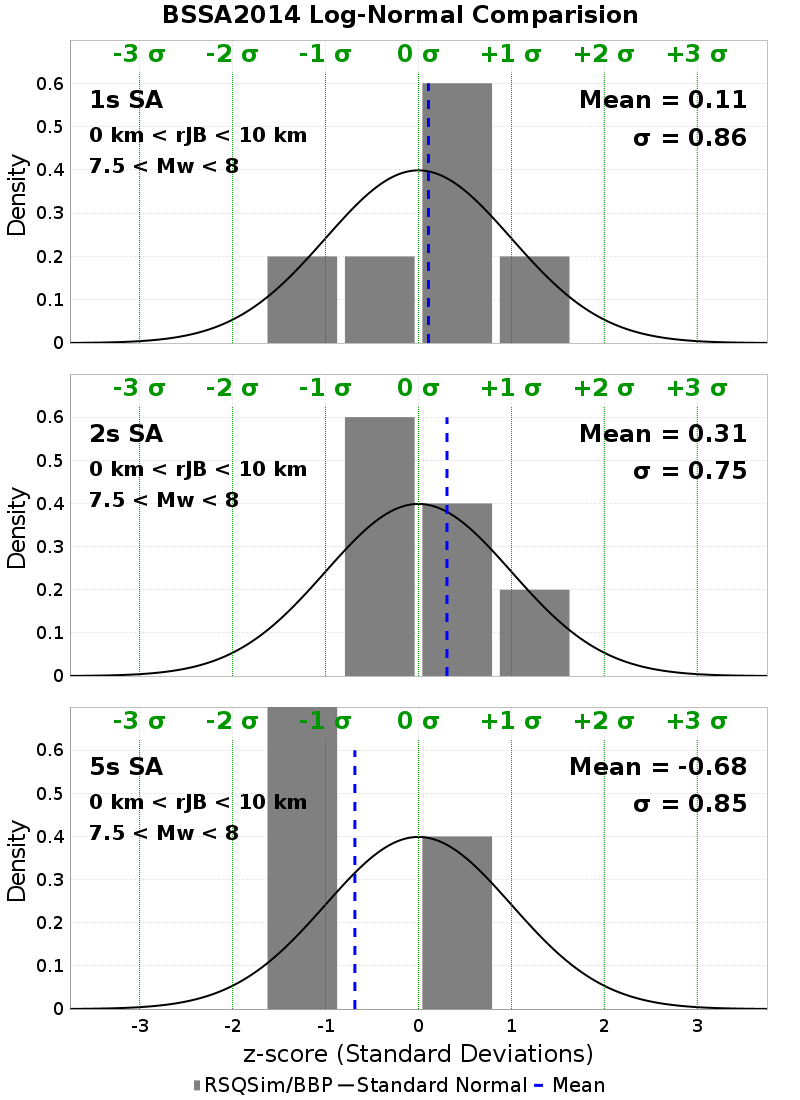 BSSA2014 Log-Normal Comparision
-3 σ -2 σ -1 σ 0 σ +1 σ +2 σ +3 σ
1s SA
0 km < rJB < 10 km
7.5 < Mw < 8
Mean = 0.11
σ = 0.86
Density
0.6
0.5
0.4
0.3
0.2
0.1
0
-3 σ -2 σ -1 σ 0 σ +1 σ +2 σ +3 σ
2s SA
0 km < rJB < 10 km
7.5 < Mw < 8
Mean = 0.31
σ = 0.75
Density
0.6
0.5
0.4
0.3
0.2
0.1
0
-3 σ -2 σ -1 σ 0 σ +1 σ +2 σ +3 σ
5s SA
0 km < rJB < 10 km
7.5 < Mw < 8
Mean = -0.68
σ = 0.85
Density
0.6
0.5
0.4
0.3
0.2
0.1
0
-3 -2 -1 0 1 2 3
z-score (Standard Deviations)
RSQSim/BBP Standard Normal Mean